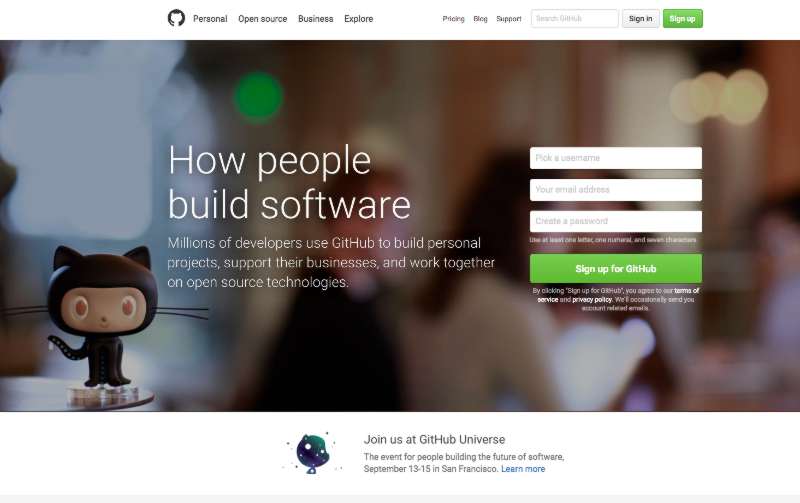 Personal Open source Business Explore Pricing Blog Support Search GitHub Sign in Sign up
How people
build software
Millions of developers use GitHub to build personal
projects, support their businesses, and work together
on open source technologies.
Pick a username
Your email address
Create a password
Use at least one letter, one numeral, and seven characters.
Sign up for GitHub
By clicking "Sign up for GitHub", you agree to our terms of
service and privacy policy. We'll occasionally send you
account related emails.
Join us at GitHub Universe
The event for people building the future of software,
September 13-15 in San Francisco. Learn more